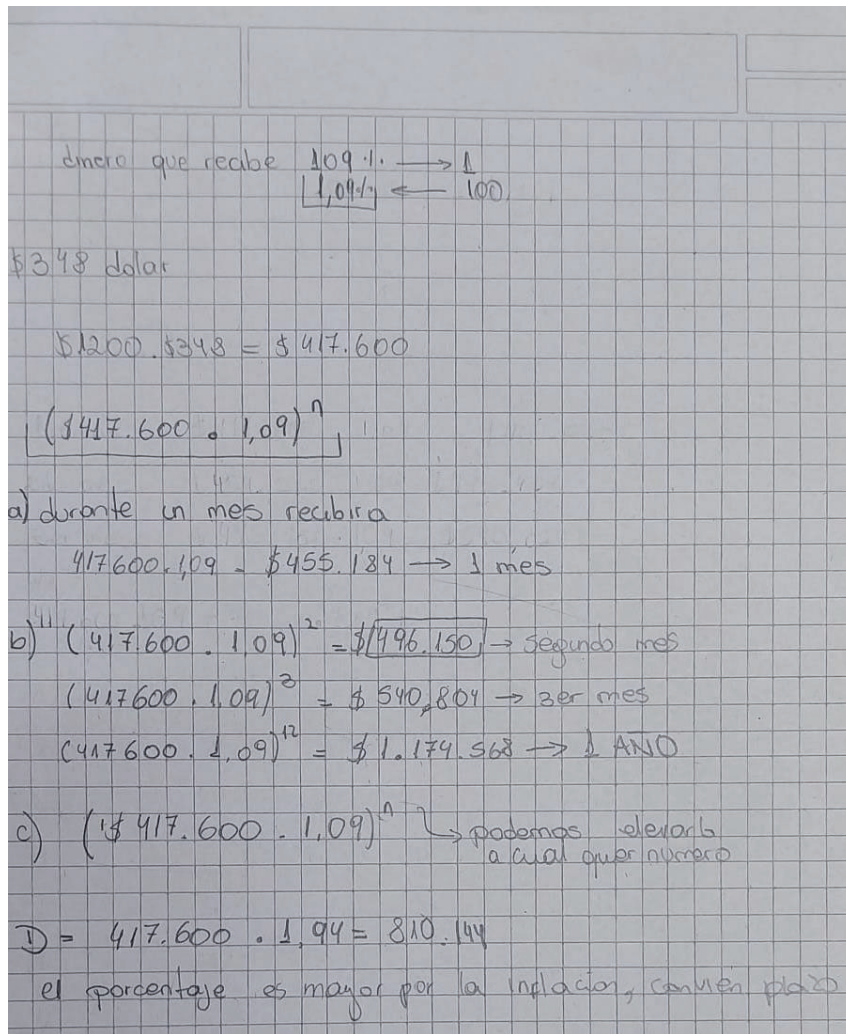 dinero que recibe 109 % → 1
1,09% ← 100
$348 dolar
$1200 . $348 = $ 417.600
($417.600 . 1,09)ⁿ
a) durante un mes recibira
417600 . 1,09 = $455.184 → 1 mes
b) (417.600 . 1,09)² = $496.150 → segundo mes
(417600 . 1,09)³ = $ 540,804 → 3er mes
(417600 . 1,09)¹² = $ 1.174.568 → 1 AÑO
c) ($ 417.600 . 1,09)ⁿ ↳ podemos elevarlo
a cual quier numero
D = 417.600 . 1,94 = 810.144
el porcentaje es mayor por la inflacion, convien plazo